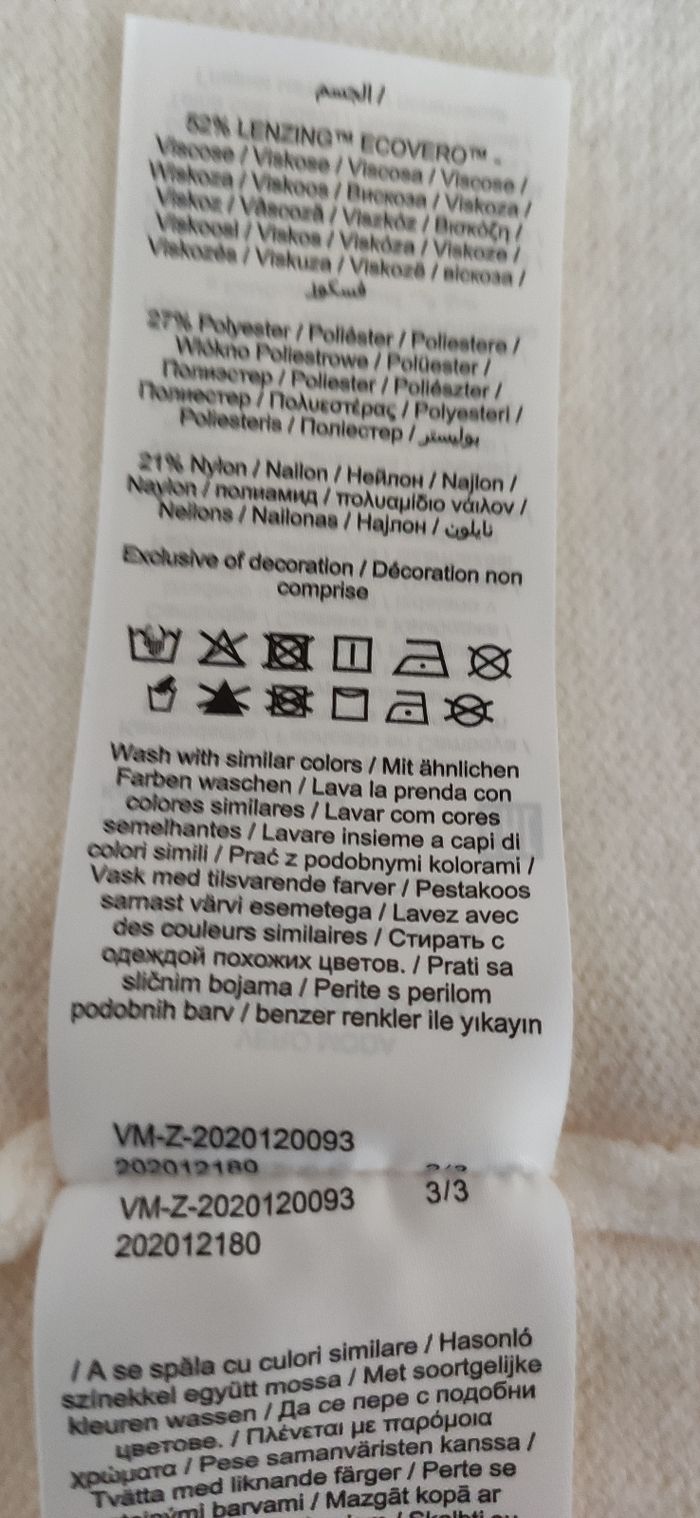 الجسم /
52% LENZING™ ECOVERO™ -
Viscose / Viskose / Viscosa / Viscose /
Wiskoza / Viskoos / Вискоза / Viskoza /
Viskoz / Vâscoză / Viszkóz / Βισκόζη /
Viskoosi / Viskos / Viskóza / Viskoze /
Viskozės / Viskuza / Viskozë / віскоза /
فسكوز
27% Polyester / Poliéster / Poliestere /
Włókno Poliestrowe / Polüester /
Полиэстер / Poliester / Poliészter /
Полиестер / Πολυεστέρας / Polyesteri /
Poliesteris / Поліестер / بوليستر
21% Nylon / Nailon / Нейлон / Najlon /
Naylon / полиамид / πολυαμίδιο νάιλον /
Neilons / Nailonas / Најлон / نايلون
Exclusive of decoration / Décoration non
comprise
Wash with similar colors / Mit ähnlichen
Farben waschen / Lava la prenda con
colores similares / Lavar com cores
semelhantes / Lavare insieme a capi di
colori simili / Prać z podobnymi kolorami /
Vask med tilsvarende farver / Pestakoos
samast värvi esemetega / Lavez avec
des couleurs similaires / Стирать с
одеждой похожих цветов. / Prati sa
sličnim bojama / Perite s perilom
podobnih barv / benzer renkler ile yıkayın
VM-Z-2020120093
202012180
VM-Z-2020120093 3/3
202012180
/ A se spăla cu culori similare / Hasonló
színekkel együtt mossa / Met soortgelijke
kleuren wassen / Да се пере с подобни
цветове. / Πλένεται με παρόμοια
χρώματα / Pese samanväristen kanssa /
Tvätta med liknande färger / Perte se
barvami / Mazgāt kopā ar